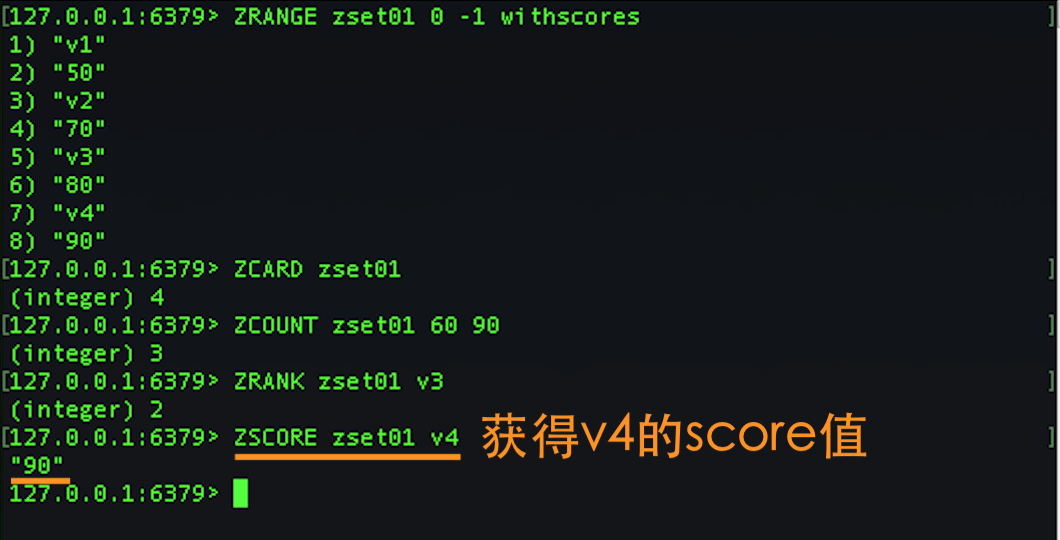 [127.0.0.1:6379> ZRANGE zset01 0 -1 withscores ]
1) "v1"
2) "50"
3) "v2"
4) "70"
5) "v3"
6) "80"
7) "v4"
8) "90"
[127.0.0.1:6379> ZCARD zset01 ]
(integer) 4
[127.0.0.1:6379> ZCOUNT zset01 60 90 ]
(integer) 3
[127.0.0.1:6379> ZRANK zset01 v3 ]
(integer) 2
[127.0.0.1:6379> ZSCORE zset01 v4 获得v4的score值 ]
"90"
127.0.0.1:6379>